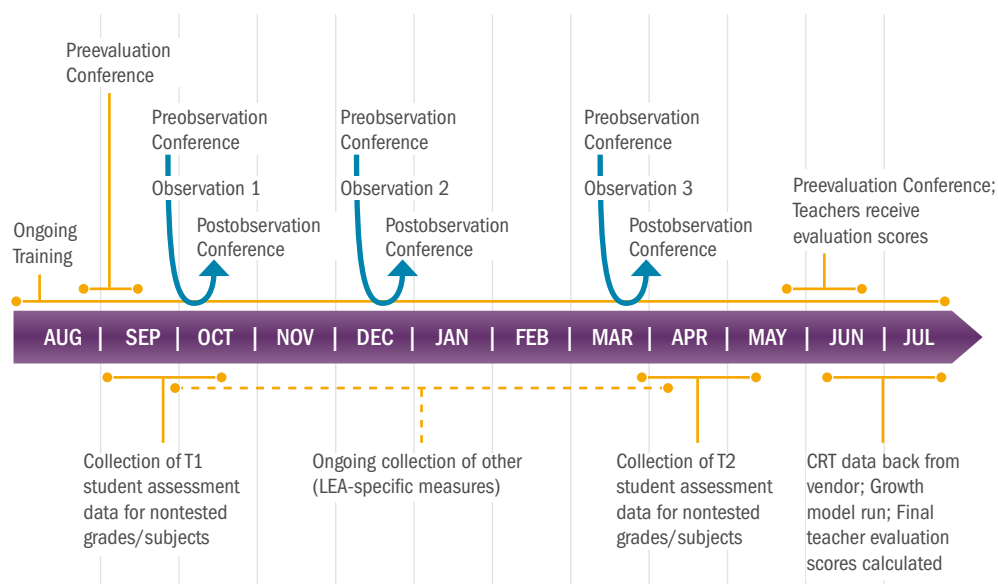 Preevaluation
Conference
Preobservation
Conference
Observation 1
Postobservation
Conference
Preobservation
Conference
Observation 2
Postobservation
Conference
Preobservation
Conference
Observation 3
Postobservation
Conference
Preevaluation Conference;
Teachers receive
evaluation scores
Ongoing
Training
AUG SEP OCT NOV DEC JAN FEB MAR APR MAY JUN JUL
Collection of T1
student assessment
data for nontested
grades/subjects
Ongoing collection of other
(LEA-specific measures)
Collection of T2
student assessment
data for nontested
grades/subjects
CRT data back from
vendor; Growth
model run; Final
teacher evaluation
scores calculated